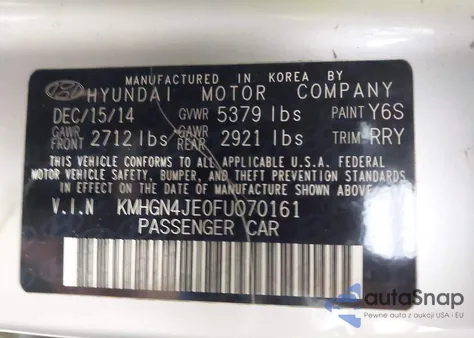 MANUFACTURED IN KOREA BY
HYUNDAI MOTOR COMPANY
DEC/15/14 GVWR 5379 lbs PAINT Y6S
GAWR FRONT 2712 lbs GAWR REAR 2921 lbs TRIM RRY
THIS VEHICLE CONFORMS TO ALL APPLICABLE U.S.A. FEDERAL
MOTOR VEHICLE SAFETY, BUMPER, AND THEFT PREVENTION STANDARDS
IN EFFECT ON THE DATE OF MANUFACTURE SHOWN ABOVE.
V.I.N KMHGN4JE0FU070161
PASSENGER CAR
autaSnap
Pewne auta z aukcji USA i EU